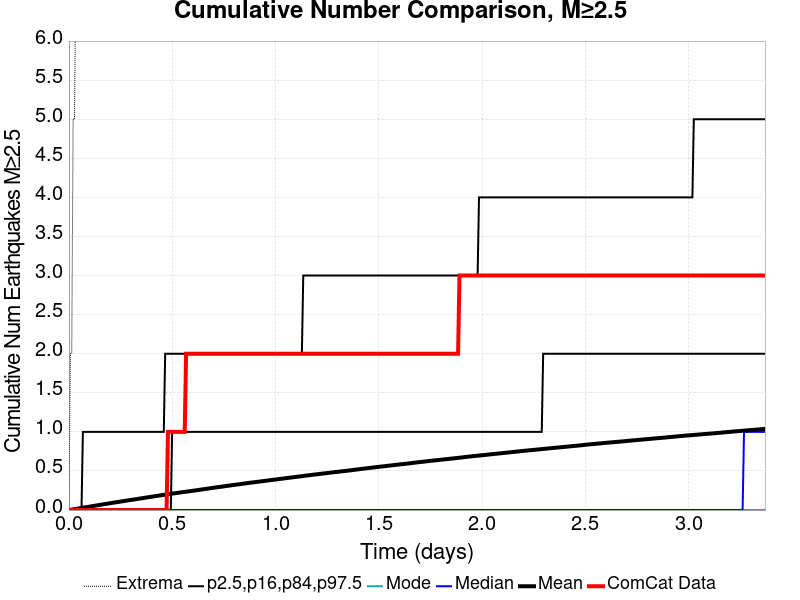 Cumulative Number Comparison, M≥2.5
Cumulative Num Earthquakes M≥2.5
6.0
5.5
5.0
4.5
4.0
3.5
3.0
2.5
2.0
1.5
1.0
0.5
0.0
0.0 0.5 1.0 1.5 2.0 2.5 3.0
Time (days)
Extrema p2.5,p16,p84,p97.5 Mode Median Mean ComCat Data